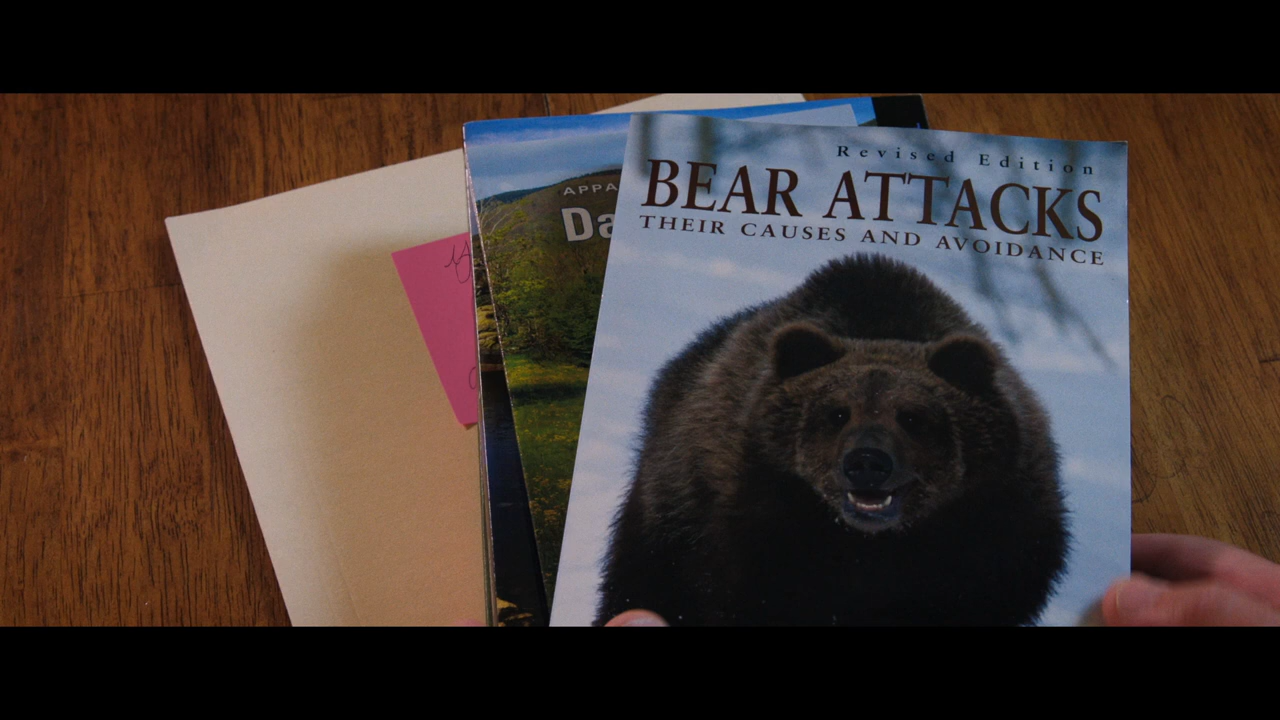 Revised Edition
BEAR ATTACKS
THEIR CAUSES AND AVOIDANCE
APPA
Da